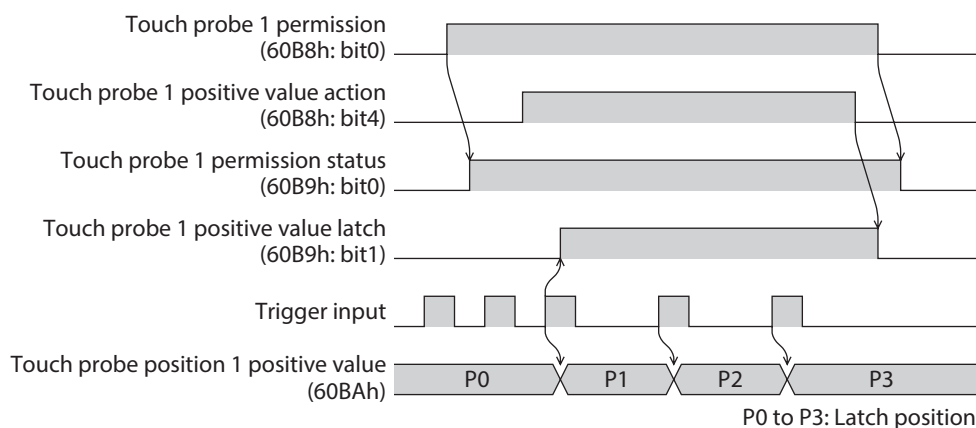 Touch probe 1 permission
(60B8h: bit0)
Touch probe 1 positive value action
(60B8h: bit4)
Touch probe 1 permission status
(60B9h: bit0)
Touch probe 1 positive value latch
(60B9h: bit1)
Trigger input
Touch probe position 1 positive value
(60BAh)
P0 P1 P2 P3
P0 to P3: Latch position